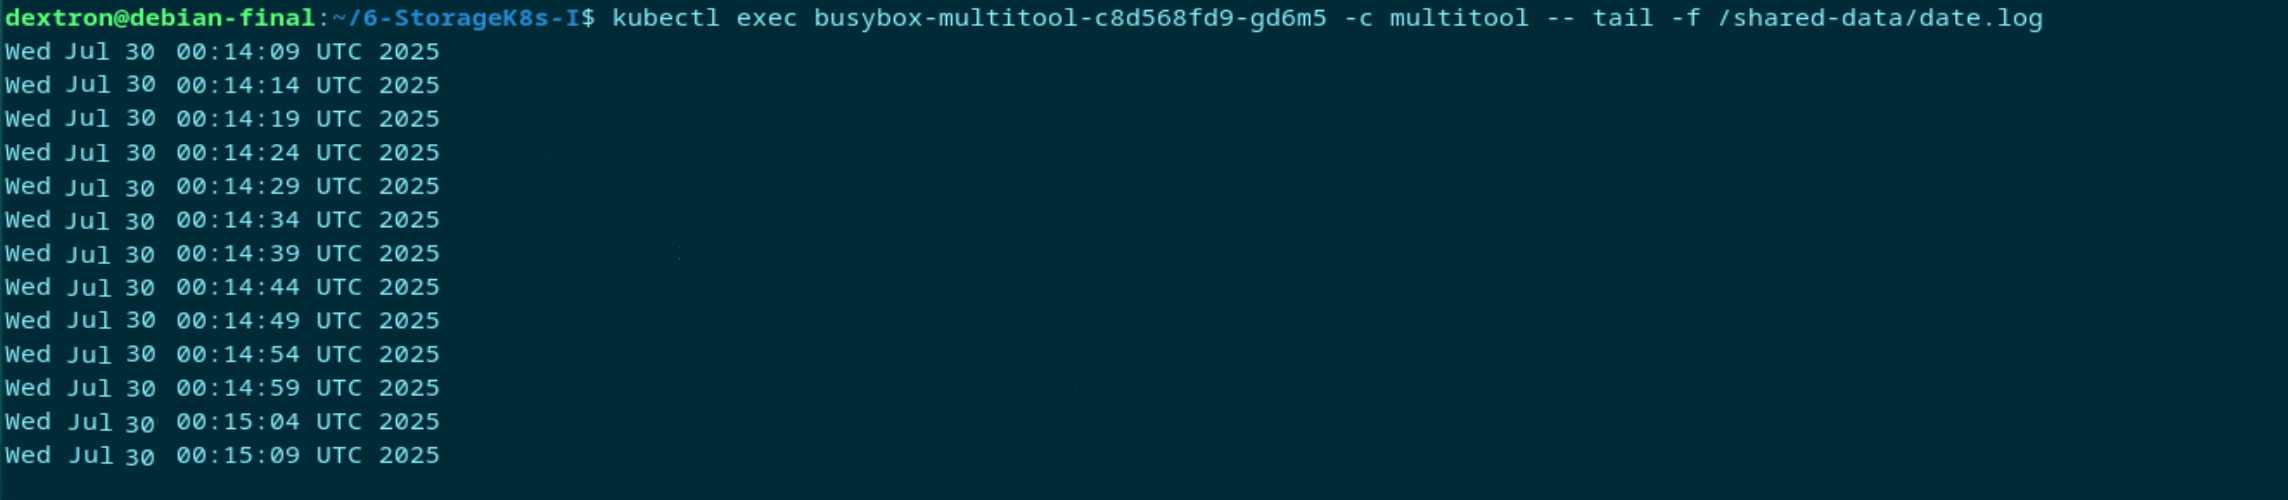 dextron@debian-final:~/6-StorageK8s-I$ kubectl exec busybox-multitool-c8d568fd9-gd6m5 -c multitool -- tail -f /shared-data/date.log
Wed Jul 30 00:14:09 UTC 2025
Wed Jul 30 00:14:14 UTC 2025
Wed Jul 30 00:14:19 UTC 2025
Wed Jul 30 00:14:24 UTC 2025
Wed Jul 30 00:14:29 UTC 2025
Wed Jul 30 00:14:34 UTC 2025
Wed Jul 30 00:14:39 UTC 2025
Wed Jul 30 00:14:44 UTC 2025
Wed Jul 30 00:14:49 UTC 2025
Wed Jul 30 00:14:54 UTC 2025
Wed Jul 30 00:14:59 UTC 2025
Wed Jul 30 00:15:04 UTC 2025
Wed Jul 30 00:15:09 UTC 2025